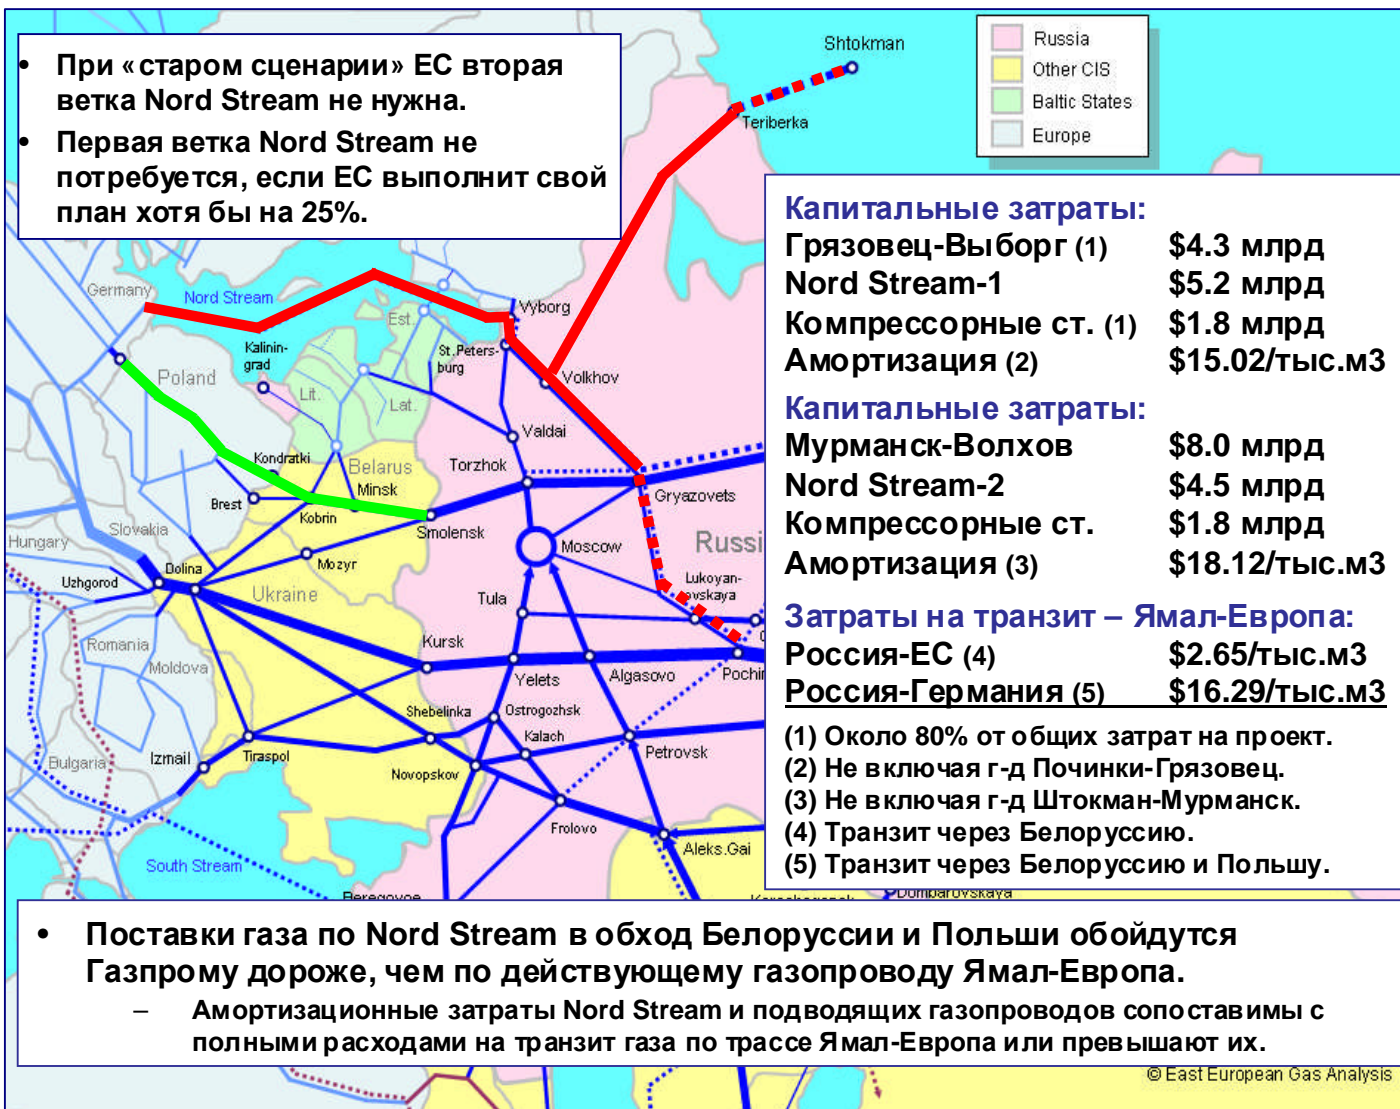 • При «старом сценарии» ЕС вторая
ветка Nord Stream не нужна.
• Первая ветка Nord Stream не
потребуется, если ЕС выполнит свой
план хотя бы на 25%.
Shtokman
Teriberka
Russia
Other CIS
Baltic States
Europe
Капитальные затраты:
Грязовец-Выборг (1) $4.3 млрд
Nord Stream-1 $5.2 млрд
Компрессорные ст. (1) $1.8 млрд
Амортизация (2) $15.02/тыс.м3
Капитальные затраты:
Мурманск-Волхов $8.0 млрд
Nord Stream-2 $4.5 млрд
Компрессорные ст. $1.8 млрд
Амортизация (3) $18.12/тыс.м3
Затраты на транзит – Ямал-Европа:
Россия-ЕС (4) $2.65/тыс.м3
Россия-Германия (5) $16.29/тыс.м3
(1) Около 80% от общих затрат на проект.
(2) Не включая г-д Починки-Грязовец.
(3) Не включая г-д Штокман-Мурманск.
(4) Транзит через Белоруссию.
(5) Транзит через Белоруссию и Польшу.
Germany
Nord Stream
Vyborg
Est.
Kalinin-
grad
St.Peters-
burg
Volkhov
Poland
Lit.
Lat.
Valdai
Kondratki
Belarus
Torzhok
Minsk
Gryazovets
Brest
Kobrin
Smolensk
Slovakia
Hungary
Moscow
Russi
Mozyr
Dolina
Uzhgorod
Ukraine
Lukoyan-
ovskaya
Tula
Kursk
Romania
Moldova
Yelets
Algasovo
Pochin
Shebelinka
Ostrogozhsk
Kalach
Petrovsk
Bulgaria
Izmail
Tiraspol
Novopskov
Frolovo
Aleks.Gai
South Stream
Beregovoe
Dombarovskaya
• Поставки газа по Nord Stream в обход Белоруссии и Польши обойдутся
Газпрому дороже, чем по действующему газопроводу Ямал-Европа.
– Амортизационные затраты Nord Stream и подводящих газопроводов сопоставимы с
полными расходами на транзит газа по трассе Ямал-Европа или превышают их.
© East European Gas Analysis